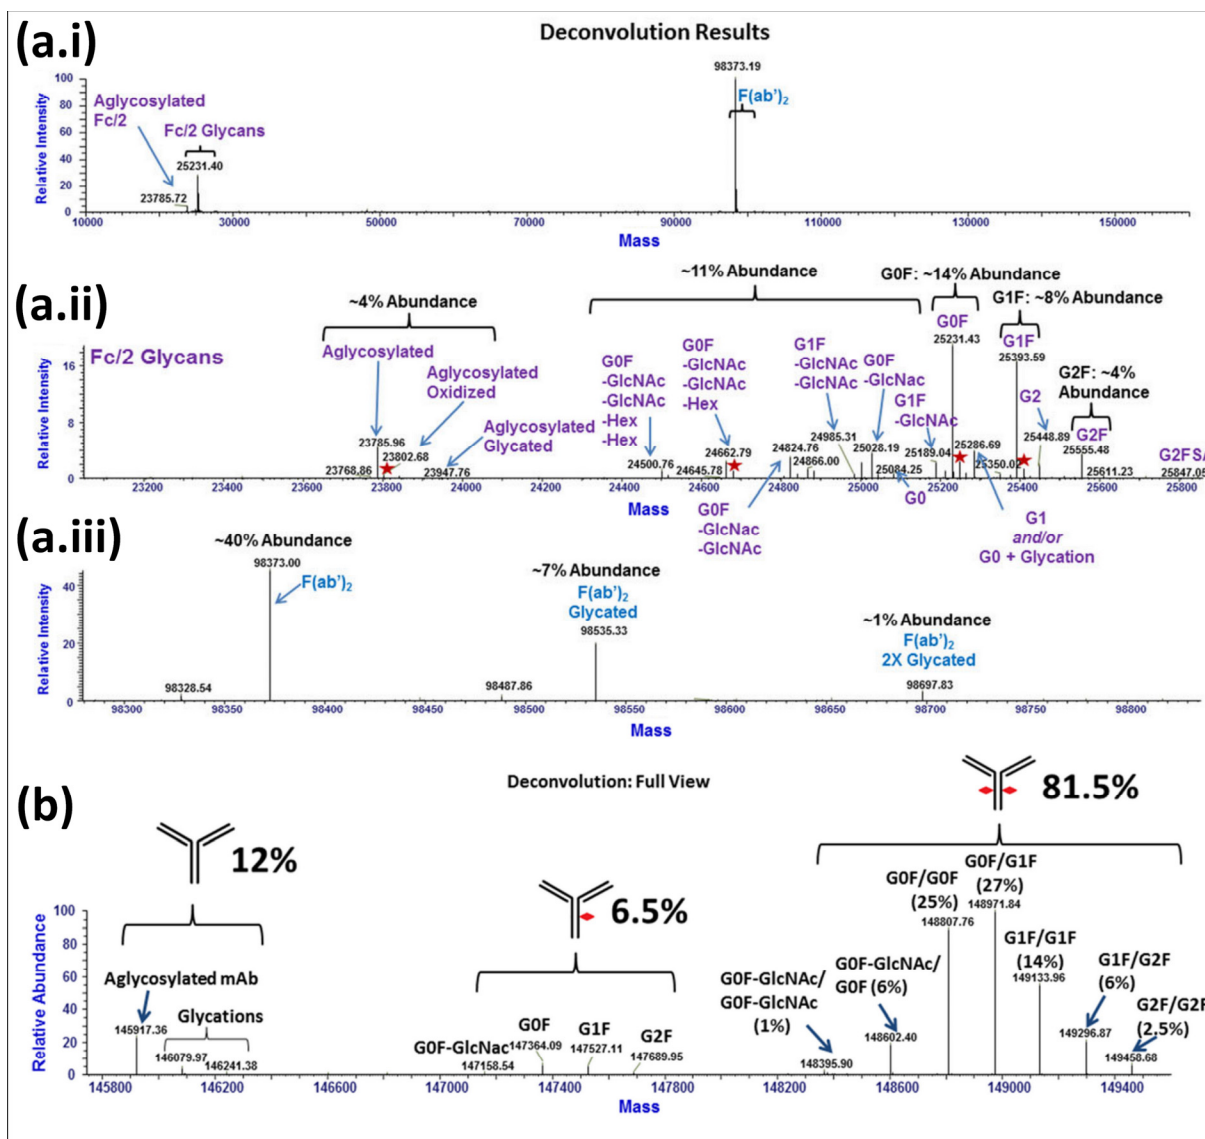 (a.i)
Deconvolution Results
98373.19
F(ab')₂
Aglycosylated
Fc/2
Fc/2 Glycans
25231.40
23785.72
Relative Intensity
100
80
60
40
20
0
10000 30000 50000 70000 90000 110000 130000 150000
Mass
(a.ii)
~4% Abundance
~11% Abundance
G0F: ~14% Abundance
G1F: ~8% Abundance
G2F: ~4%
Abundance
Fc/2 Glycans
Aglycosylated
Aglycosylated
Oxidized
Aglycosylated
Glycated
G0F
-GlcNAc
-GlcNAc
-Hex
-Hex
G0F
-GlcNAc
-GlcNAc
-Hex
G1F
-GlcNAc
-GlcNAc
G0F
-GlcNac
G1F
-GlcNAc
G0F
25231.43
G1F
25393.59
G2
25448.89
G2F
25555.48
G2FSA
23768.86
23785.96
23802.68
23947.76
24500.76
24645.78
24662.79
24824.76
24866.00
24985.31
25028.19
25084.25
25189.04
25286.69
25350.02
25611.23
25847.05
G0F
-GlcNac
-GlcNAc
G0
G1
and/or
G0 + Glycation
16
8
0
23200 23400 23600 23800 24000 24200 24400 24600 24800 25000 25200 25400 25600 25800
Mass
(a.iii)
~40% Abundance
98373.00
F(ab')₂
~7% Abundance
F(ab')₂
Glycated
98535.33
~1% Abundance
F(ab')₂
2X Glycated
98697.83
98328.54
98487.86
Relative Intensity
40
20
0
98300 98350 98400 98450 98500 98550 98600 98650 98700 98750 98800
Mass
(b)
Deconvolution: Full View
12%
6.5%
81.5%
Aglycosylated mAb
145917.36
Glycations
146079.97
146241.38
G0F-GlcNac
147158.54
G0F
147364.09
G1F
147527.11
G2F
147689.95
G0F-GlcNAc/
G0F-GlcNAc
(1%)
148395.90
G0F-GlcNAc/
G0F (6%)
148602.40
G0F/G0F
(25%)
148807.76
G0F/G1F
(27%)
148971.84
G1F/G1F
(14%)
149133.96
G1F/G2F
(6%)
149296.87
G2F/G2F
(2.5%)
149458.68
Relative Abundance
100
80
60
40
20
0
145800 146200 146600 147000 147400 147800 148200 148600 149000 149400
Mass